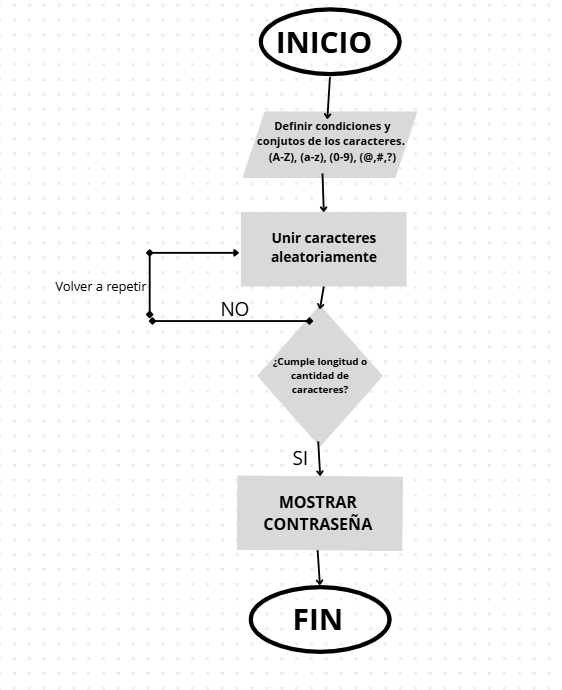 INICIO
Definir condiciones y
conjutos de los caracteres.
(A-Z), (a-z), (0-9), (@,#,?)
Unir caracteres
aleatoriamente
Volver a repetir
NO
¿Cumple longitud o
cantidad de
caracteres?
SI
MOSTRAR
CONTRASEÑA
FIN